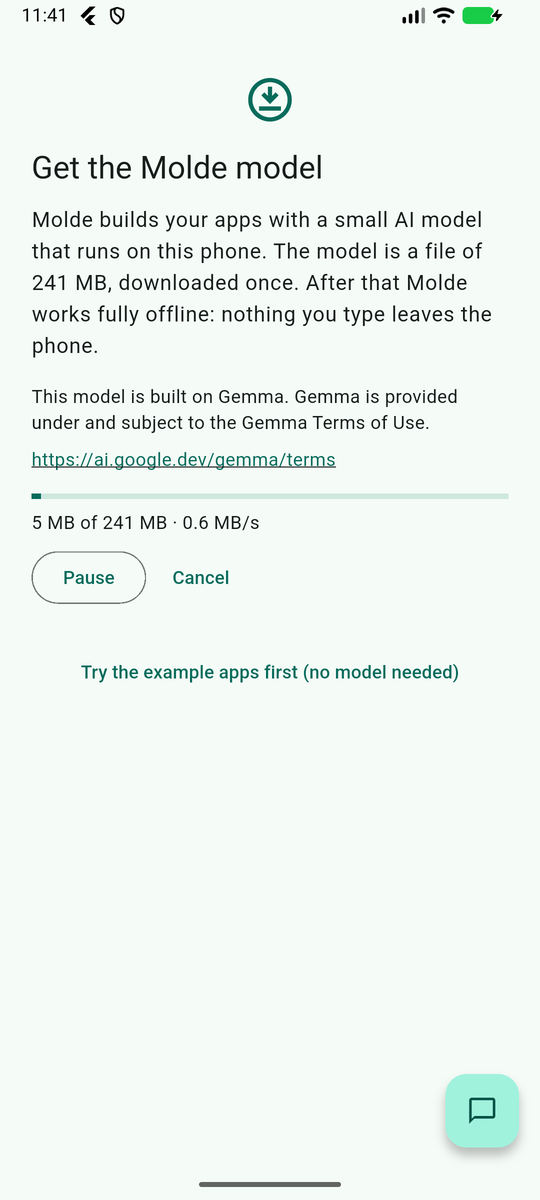 11:41
Get the Molde model
Molde builds your apps with a small AI model
that runs on this phone. The model is a file of
241 MB, downloaded once. After that Molde
works fully offline: nothing you type leaves the
phone.
This model is built on Gemma. Gemma is provided
under and subject to the Gemma Terms of Use.
https://ai.google.dev/gemma/terms
5 MB of 241 MB · 0.6 MB/s
Pause
Cancel
Try the example apps first (no model needed)